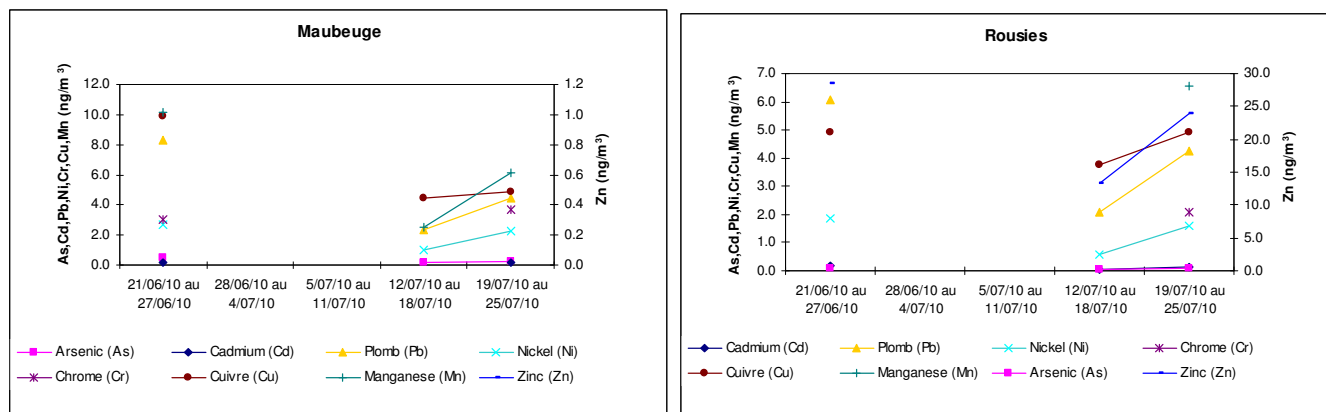 Maubeuge
As,Cd,Pb,Ni,Cr,Cu,Mn (ng/m³)
12.0
10.0
8.0
6.0
4.0
2.0
0.0
1.2
1.0
0.8
0.6
0.4
0.2
0.0
Zn (ng/m³)
21/06/10 au 28/06/10 au 5/07/10 au 12/07/10 au 19/07/10 au
27/06/10 4/07/10 11/07/10 18/07/10 25/07/10
Arsenic (As) Cadmium (Cd) Plomb (Pb) Nickel (Ni)
Chrome (Cr) Cuivre (Cu) Manganese (Mn) Zinc (Zn)
Rousies
As,Cd,Pb,Ni,Cr,Cu,Mn (ng/m³)
7.0
6.0
5.0
4.0
3.0
2.0
1.0
0.0
30.0
25.0
20.0
15.0
10.0
5.0
0.0
Zn (ng/m³)
21/06/10 au 28/06/10 au 5/07/10 au 12/07/10 au 19/07/10 au
27/06/10 4/07/10 11/07/10 18/07/10 25/07/10
Cadmium (Cd) Plomb (Pb) Nickel (Ni) Chrome (Cr)
Cuivre (Cu) Manganese (Mn) Arsenic (As) Zinc (Zn)